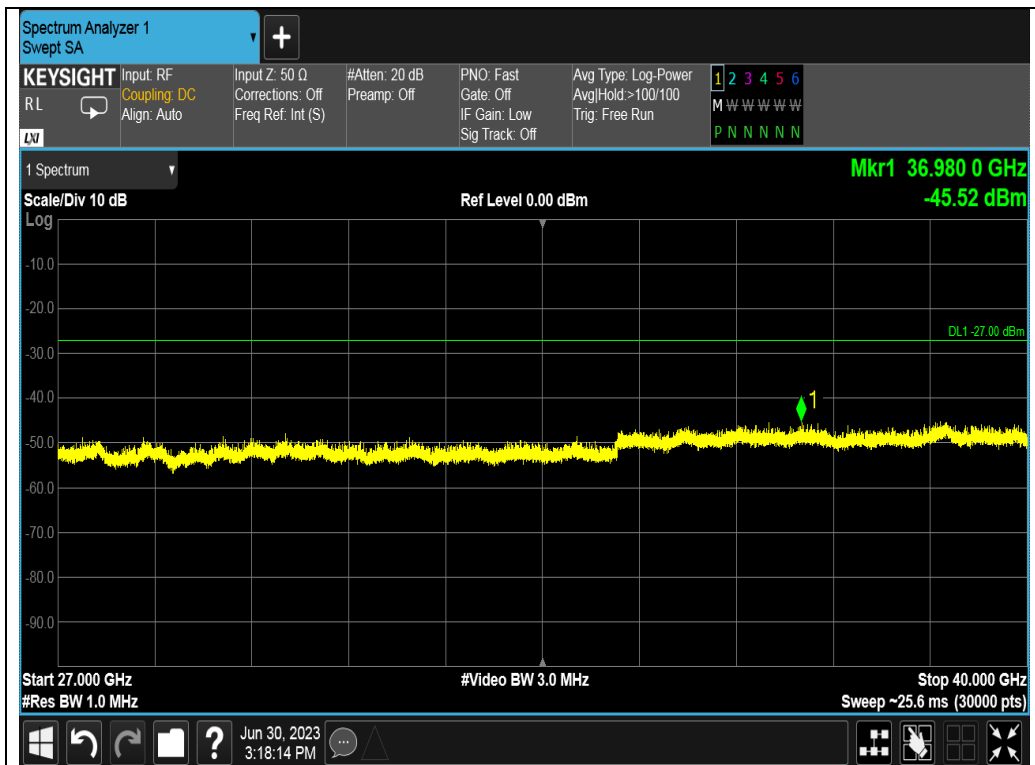 Spectrum Analyzer 1
Swept SA
KEYSIGHT
RL
LXI
Input: RF
Coupling: DC
Align: Auto
Input Z: 50 Ω
Corrections: Off
Freq Ref: Int (S)
#Atten: 20 dB
Preamp: Off
PNO: Fast
Gate: Off
IF Gain: Low
Sig Track: Off
Avg Type: Log-Power
Avg|Hold:>100/100
Trig: Free Run
1 2 3 4 5 6
M W W W W W
P N N N N N
1 Spectrum
Mkr1 36.980 0 GHz
-45.52 dBm
Scale/Div 10 dB
Ref Level 0.00 dBm
Log
-10.0
-20.0
DL1 -27.00 dBm
-30.0
-40.0
1
-50.0
-60.0
-70.0
-80.0
-90.0
Start 27.000 GHz
#Video BW 3.0 MHz
Stop 40.000 GHz
#Res BW 1.0 MHz
Sweep ~25.6 ms (30000 pts)
?
Jun 30, 2023
3:18:14 PM